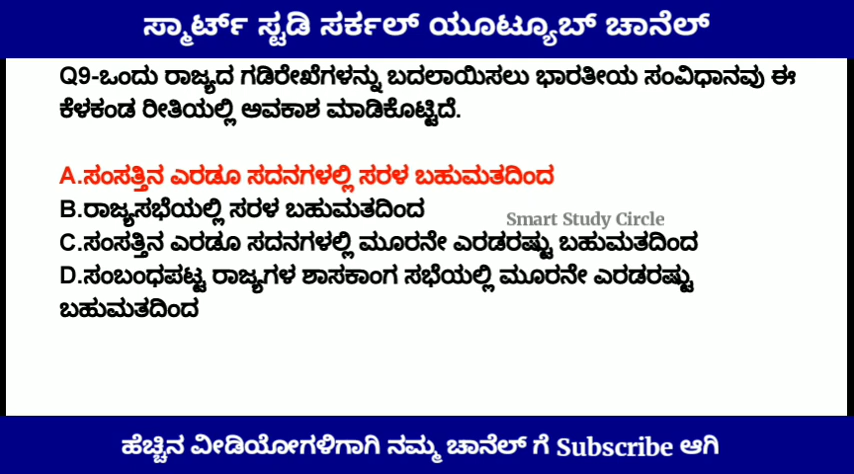 ಸ್ಮಾರ್ಟ್ ಸ್ಟಡಿ ಸರ್ಕಲ್ ಯೂಟ್ಯೂಬ್ ಚಾನೆಲ್
Q9-ಒಂದು ರಾಜ್ಯದ ಗಡಿರೇಖೆಗಳನ್ನು ಬದಲಾಯಿಸಲು ಭಾರತೀಯ ಸಂವಿಧಾನವು ಈ
ಕೆಳಕಂಡ ರೀತಿಯಲ್ಲಿ ಅವಕಾಶ ಮಾಡಿಕೊಟ್ಟಿದೆ.
A.ಸಂಸತ್ತಿನ ಎರಡೂ ಸದನಗಳಲ್ಲಿ ಸರಳ ಬಹುಮತದಿಂದ
B.ರಾಜ್ಯಸಭೆಯಲ್ಲಿ ಸರಳ ಬಹುಮತದಿಂದ
Smart Study Circle
C.ಸಂಸತ್ತಿನ ಎರಡೂ ಸದನಗಳಲ್ಲಿ ಮೂರನೇ ಎರಡರಷ್ಟು ಬಹುಮತದಿಂದ
D.ಸಂಬಂಧಪಟ್ಟ ರಾಜ್ಯಗಳ ಶಾಸಕಾಂಗ ಸಭೆಯಲ್ಲಿ ಮೂರನೇ ಎರಡರಷ್ಟು
ಬಹುಮತದಿಂದ
ಹೆಚ್ಚಿನ ವೀಡಿಯೋಗಳಿಗಾಗಿ ನಮ್ಮ ಚಾನೆಲ್ ಗೆ Subscribe ಆಗಿ